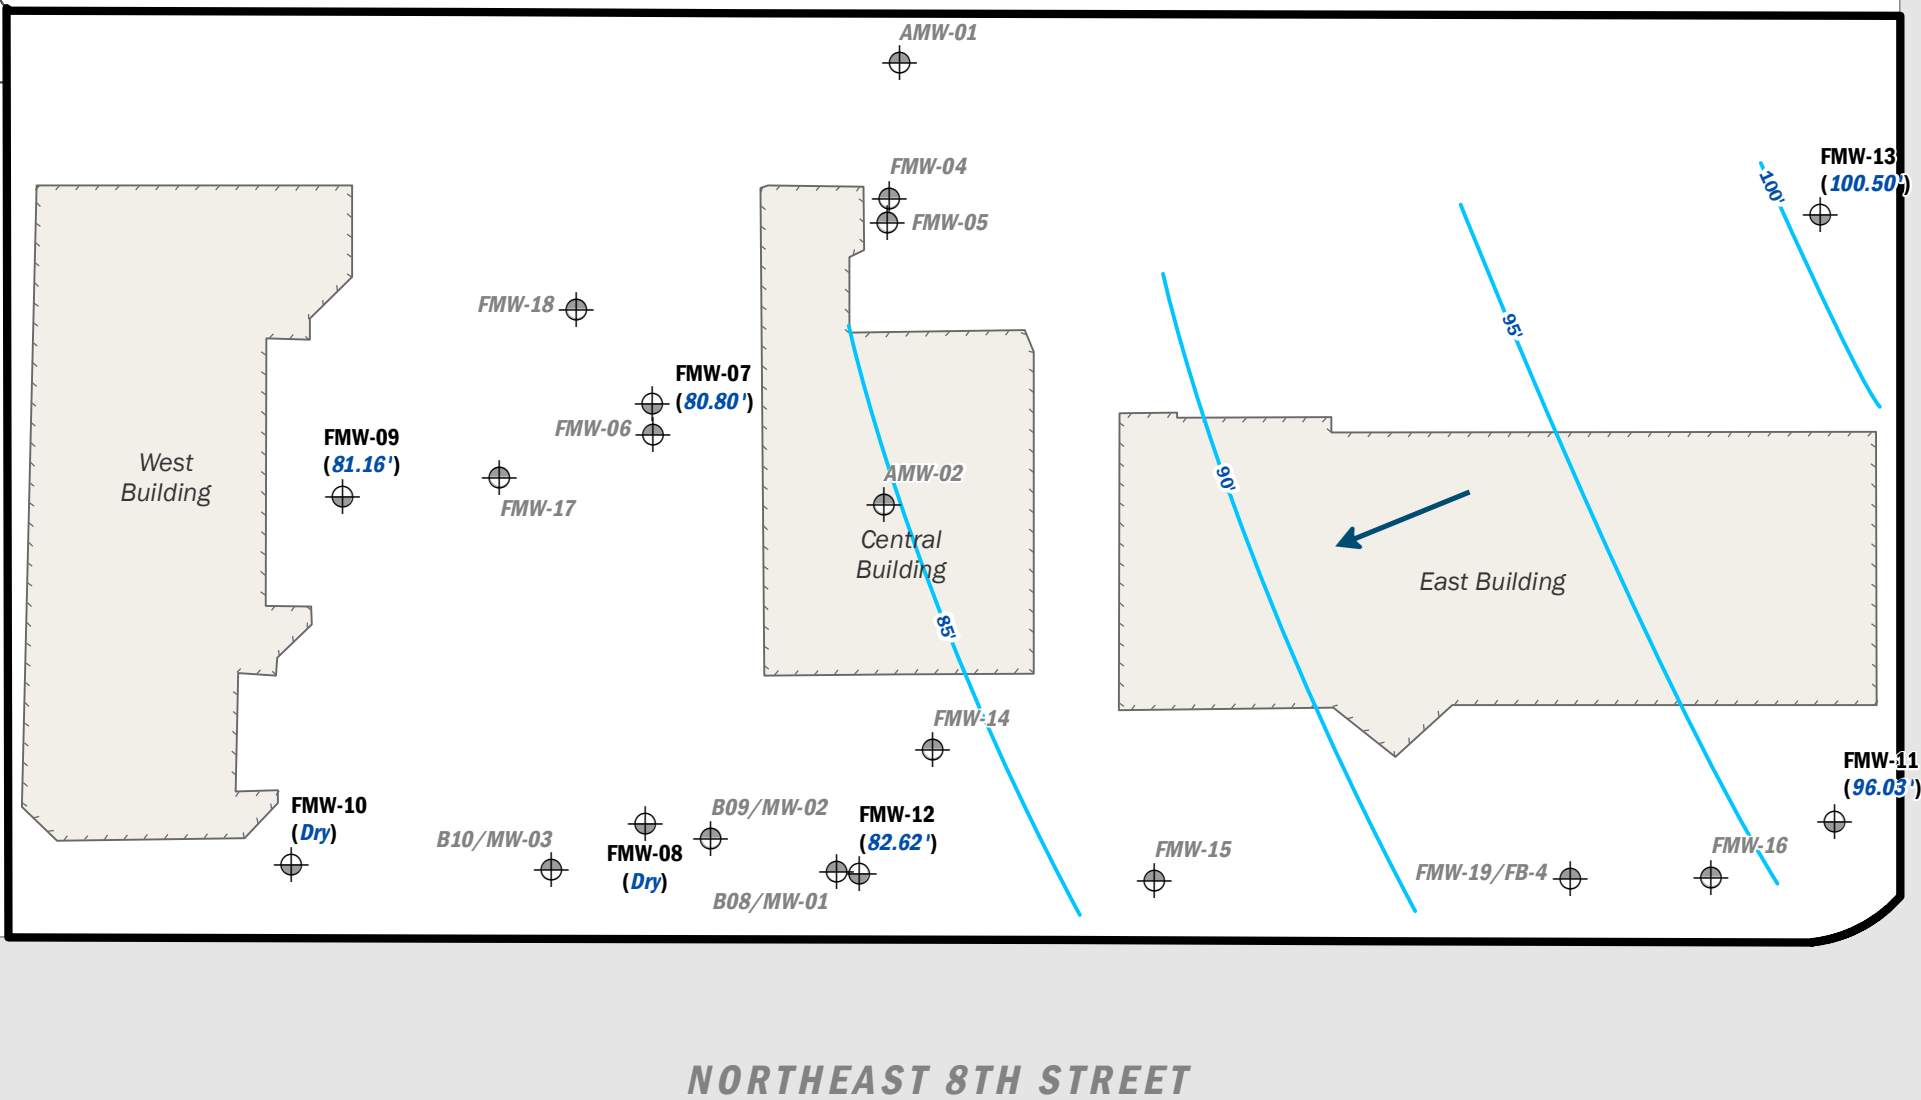 AMW-01
FMW-04
FMW-05
FMW-13
(100.50')
100'
FMW-18
95'
FMW-07
(80.80')
FMW-06
FMW-09
(81.16')
West
Building
FMW-17
AMW-02
90'
Central
Building
East Building
85'
FMW-14
FMW-11
(96.03')
FMW-10
(Dry)
B09/MW-02
FMW-12
(82.62')
B10/MW-03
FMW-08
(Dry)
B08/MW-01
FMW-15
FMW-16
FMW-19/FB-4
NORTHEAST 8TH STREET